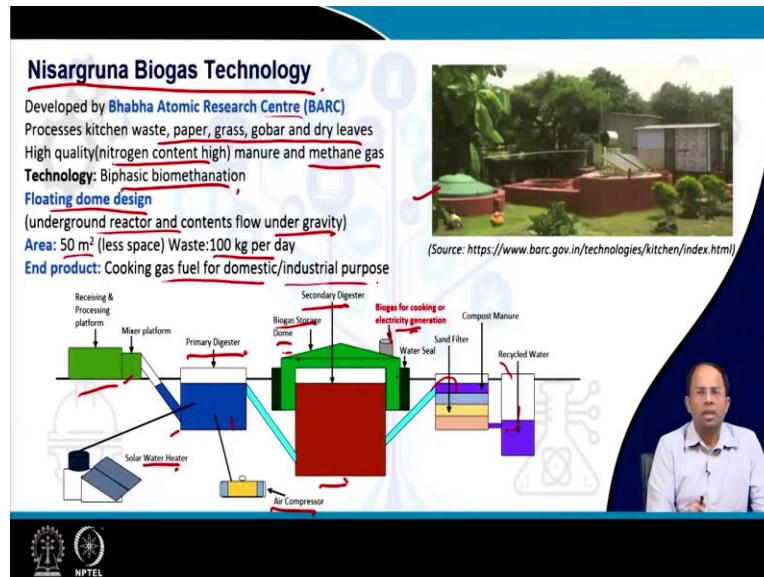 Nisargruna Biogas Technology
Developed by Bhabha Atomic Research Centre (BARC)
Processes kitchen waste, paper, grass, gobar and dry leaves
High quality(nitrogen content high) manure and methane gas
Technology: Biphasic biomethanation
Floating dome design
(underground reactor and contents flow under gravity)
Area: 50 m² (less space) Waste:100 kg per day
End product: Cooking gas fuel for domestic/industrial purpose
(Source: https://www.barc.gov.in/technologies/kitchen/index.html)
Receiving &
Processing
platform
Mixer platform
Primary Digester
Secondary Digester
Biogas Storage
Dome
Biogas for cooking or
electricity generation
Water Seal
Sand Filter
Compost Manure
Recycled Water
Solar Water Heater
Air Compressor
NPTEL